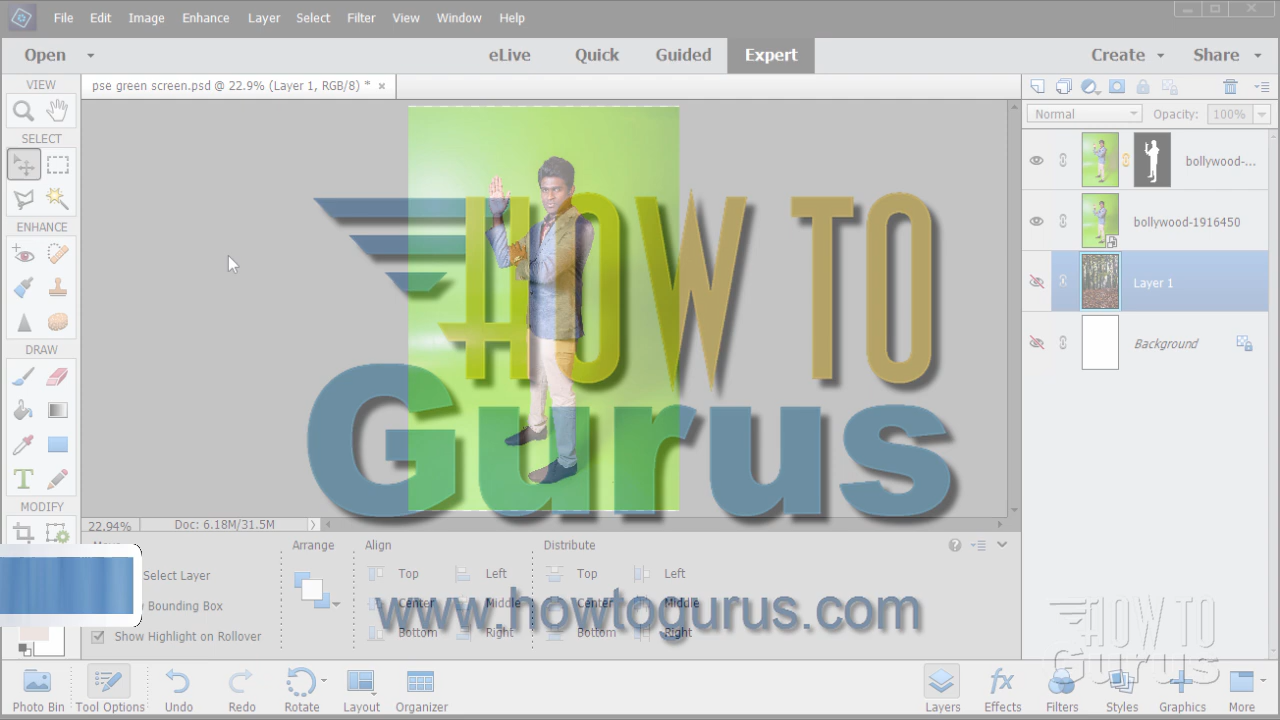 File Edit Image Enhance Layer Select Filter View Window Help
Open eLive Quick Guided Expert Create Share
VIEW pse green screen.psd @ 22.9% (Layer 1, RGB/8) * ×
Normal Opacity: 100%
SELECT
bollywood-...
HOW TO
bollywood-1916450
ENHANCE
Layer 1
Background
DRAW
Gurus
T
MODIFY
22.94% Doc: 6.18M/31.5M
Arrange Align Distribute
Select Layer Top Left Top Left
Bounding Box Center Middle Center Middle
www.howtogurus.com
Show Highlight on Rollover Bottom Right Bottom Right
HOW TO
Gurus
Photo Bin Tool Options Undo Redo Rotate Layout Organizer Layers Effects Filters Styles Graphics More